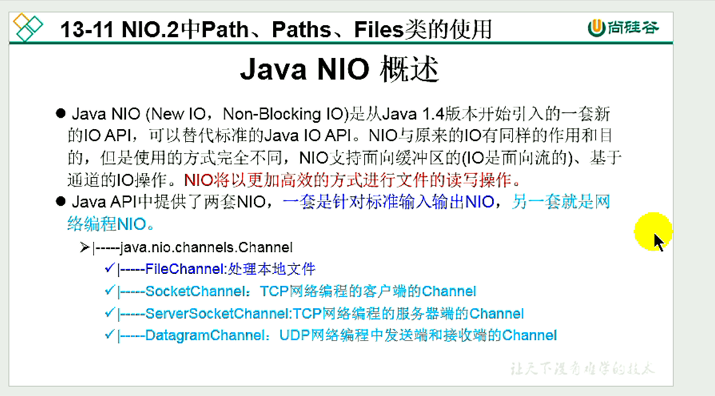 13-11 NIO.2中Path、Paths、Files类的使用
尚硅谷
Java NIO 概述
● Java NIO (New IO，Non-Blocking IO)是从Java 1.4版本开始引入的一套新
的IO API，可以替代标准的Java IO API。NIO与原来的IO有同样的作用和目
的，但是使用的方式完全不同，NIO支持面向缓冲区的(IO是面向流的)、基于
通道的IO操作。NIO将以更加高效的方式进行文件的读写操作。
● Java API中提供了两套NIO，一套是针对标准输入输出NIO，另一套就是网
络编程NIO。
➢|-----java.nio.channels.Channel
✓|-----FileChannel:处理本地文件
✓|-----SocketChannel：TCP网络编程的客户端的Channel
✓|-----ServerSocketChannel:TCP网络编程的服务器端的Channel
✓|-----DatagramChannel：UDP网络编程中发送端和接收端的Channel
让天下没有难学的技术